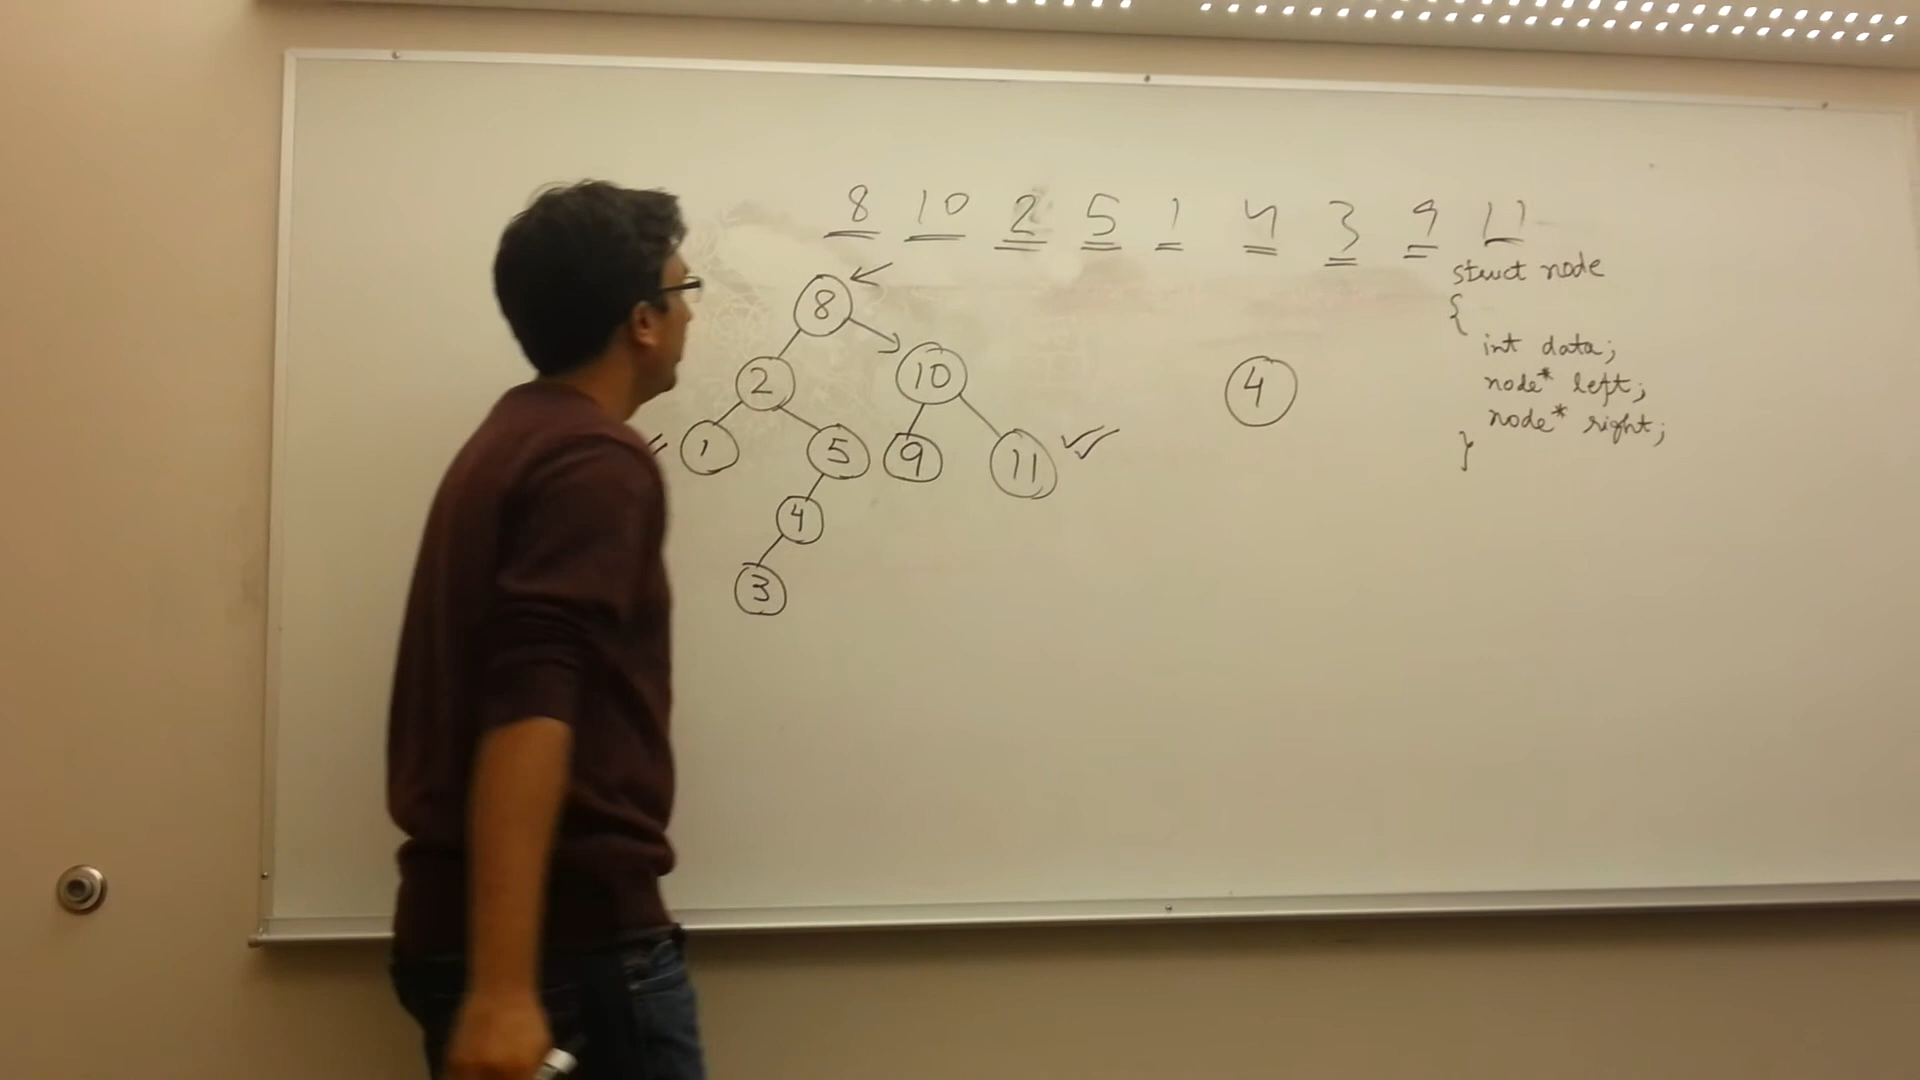 8 10 2 5 1 4 3 9 11
struct node
{
int data;
node* left;
node* right;
}
8
2 10
1 5 9 11
4
3
4